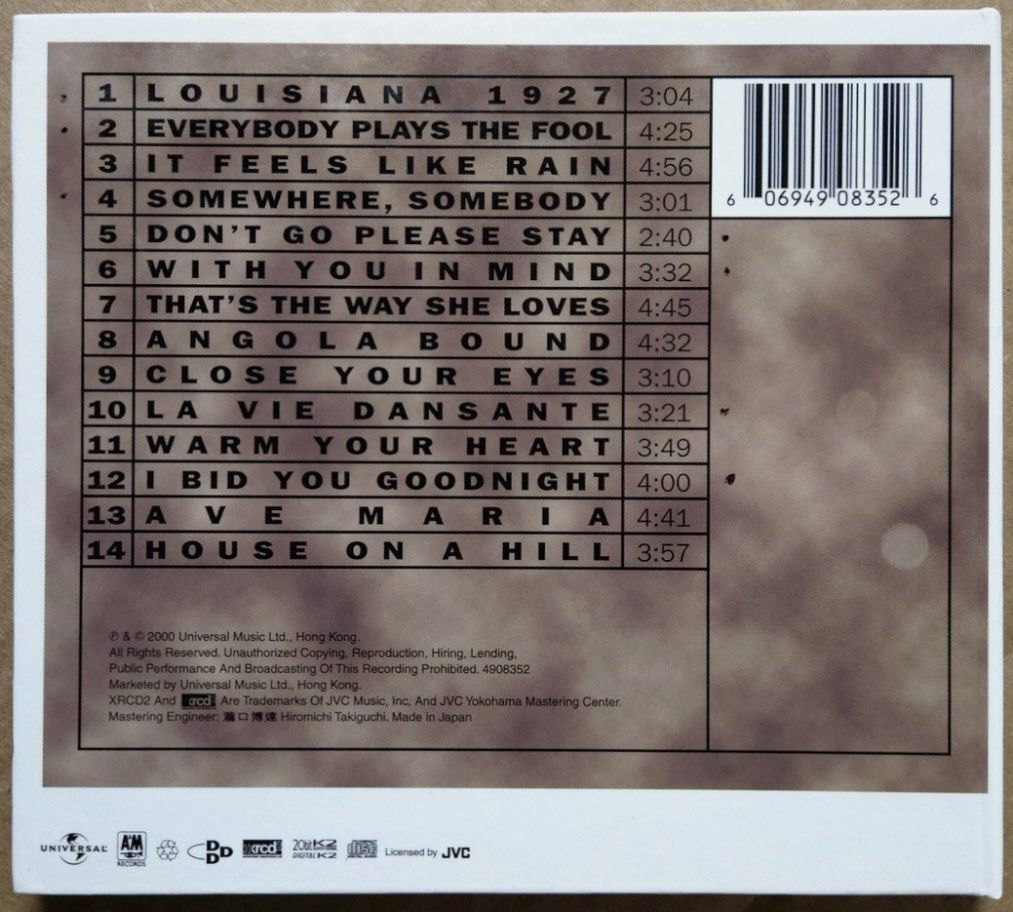 1 LOUISIANA 1927 3:04
2 EVERYBODY PLAYS THE FOOL 4:25
3 IT FEELS LIKE RAIN 4:56
4 SOMEWHERE, SOMEBODY 3:01
5 DON'T GO PLEASE STAY 2:40
6 WITH YOU IN MIND 3:32
7 THAT'S THE WAY SHE LOVES 4:45
8 ANGOLA BOUND 4:32
9 CLOSE YOUR EYES 3:10
10 LA VIE DANSANTE 3:21
11 WARM YOUR HEART 3:49
12 I BID YOU GOODNIGHT 4:00
13 AVE MARIA 4:41
14 HOUSE ON A HILL 3:57
6 06949 08352 6
℗ & © 2000 Universal Music Ltd., Hong Kong.
All Rights Reserved. Unauthorized Copying, Reproduction, Hiring, Lending,
Public Performance And Broadcasting Of This Recording Prohibited. 4908352
Marketed by Universal Music Ltd., Hong Kong.
XRCD2 And xrcd Are Trademarks Of JVC Music, Inc, And JVC Yokohama Mastering Center.
Mastering Engineer: 瀧口博達 Hiromichi Takiguchi. Made in Japan
UNIVERSAL A&M RECORDS DDD xrcd 20bit K2 DIGITAL K2 disc Licensed by JVC